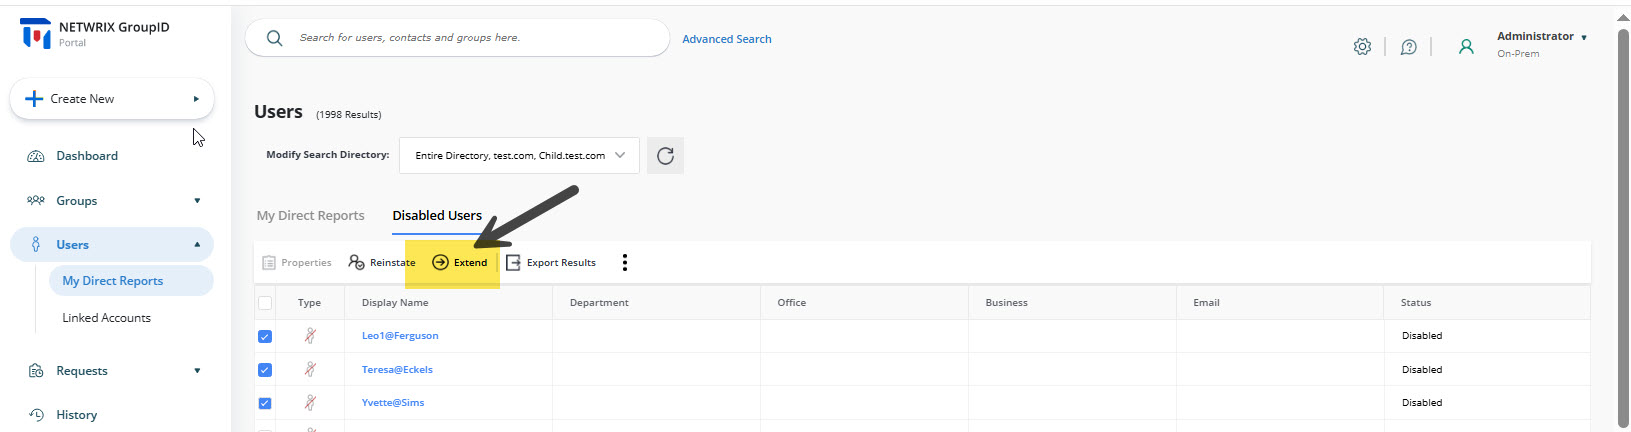 NETWRIX GroupID
Portal
Search for users, contacts and groups here.
Advanced Search
Administrator
On-Prem
Create New
Dashboard
Groups
Users
My Direct Reports
Linked Accounts
Requests
History
Users (1998 Results)
Modify Search Directory: Entire Directory, test.com, Child.test.com
My Direct Reports Disabled Users
Properties Reinstate Extend Export Results
Type Display Name Department Office Business Email Status
Leo1@Ferguson Disabled
Teresa@Eckels Disabled
Yvette@Sims Disabled